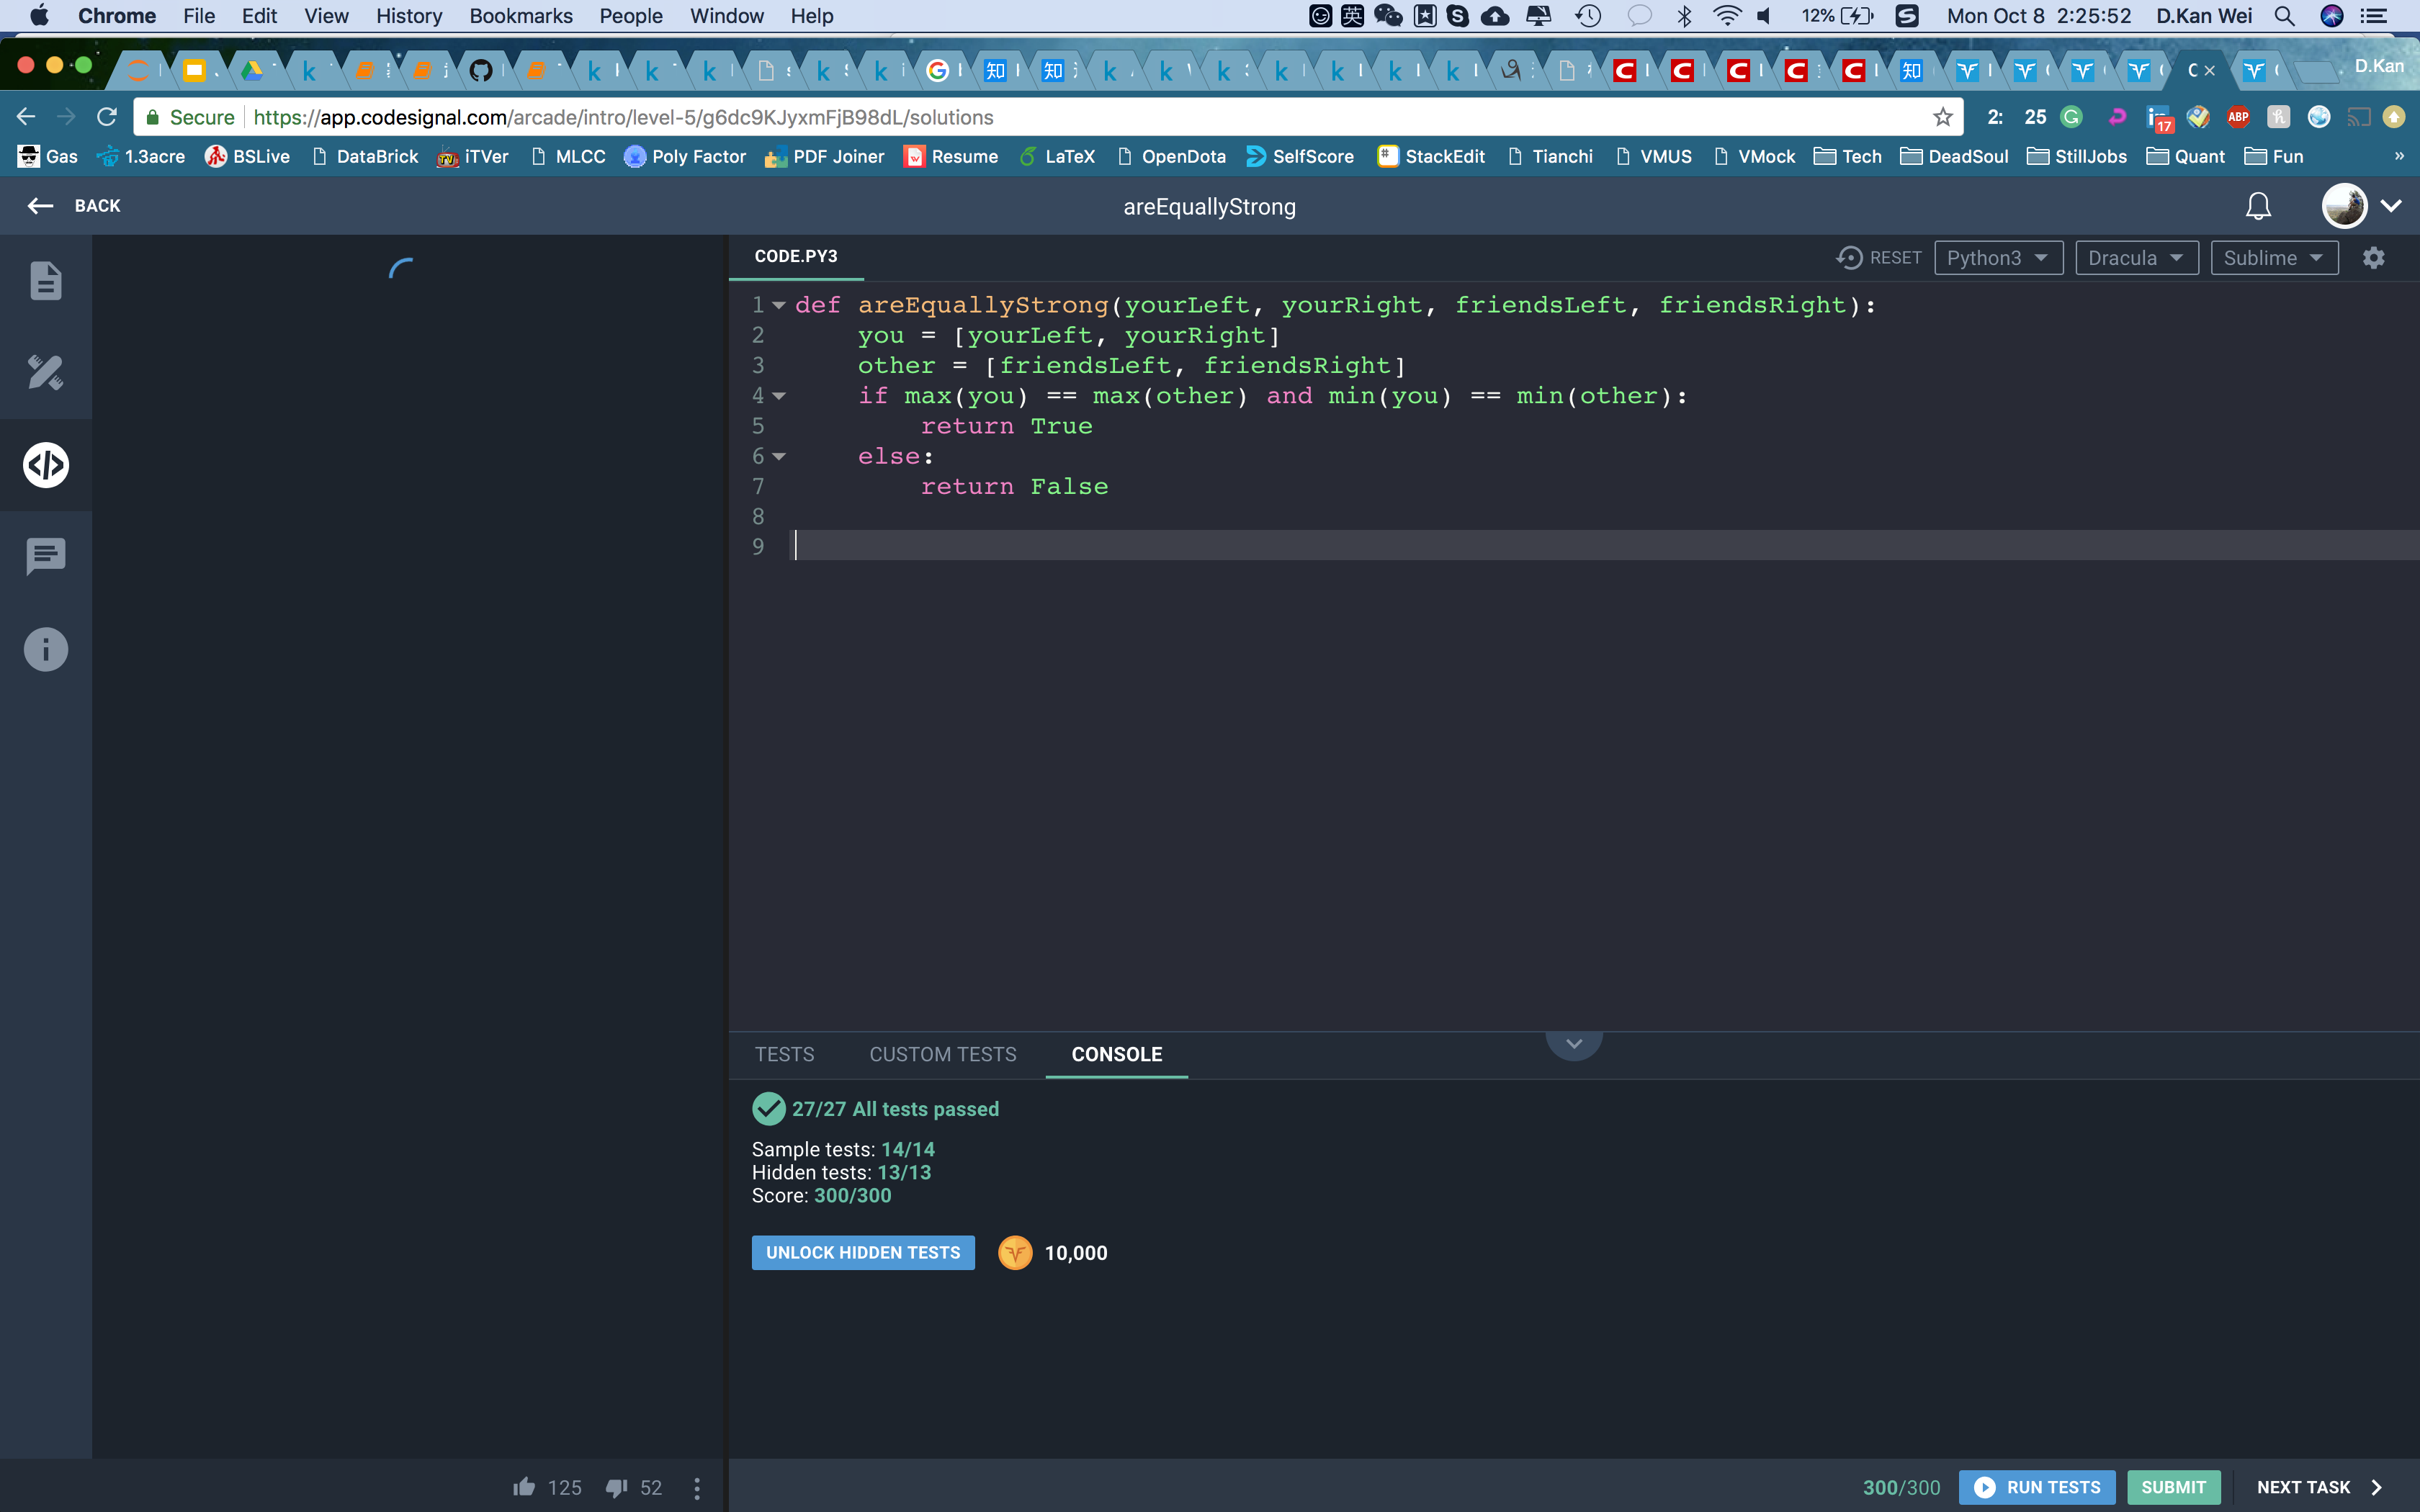 Chrome File Edit View History Bookmarks People Window Help 英 12% Mon Oct 8 2:25:52 D.Kan Wei
知 知 知 D.Kan
Secure https://app.codesignal.com/arcade/intro/level-5/g6dc9KJyxmFjB98dL/solutions 2: 25 17 ABP
Gas 1.3acre BSLive DataBrick iTVer MLCC Poly Factor PDF Joiner Resume LaTeX OpenDota SelfScore StackEdit Tianchi VMUS VMock Tech DeadSoul StillJobs Quant Fun »
BACK areEquallyStrong
CODE.PY3 RESET Python3 Dracula Sublime
1 def areEquallyStrong(yourLeft, yourRight, friendsLeft, friendsRight):
2 you = [yourLeft, yourRight]
3 other = [friendsLeft, friendsRight]
4 if max(you) == max(other) and min(you) == min(other):
5 return True
6 else:
7 return False
8
9
TESTS CUSTOM TESTS CONSOLE
27/27 All tests passed
Sample tests: 14/14
Hidden tests: 13/13
Score: 300/300
UNLOCK HIDDEN TESTS 10,000
125 52 300/300 RUN TESTS SUBMIT NEXT TASK